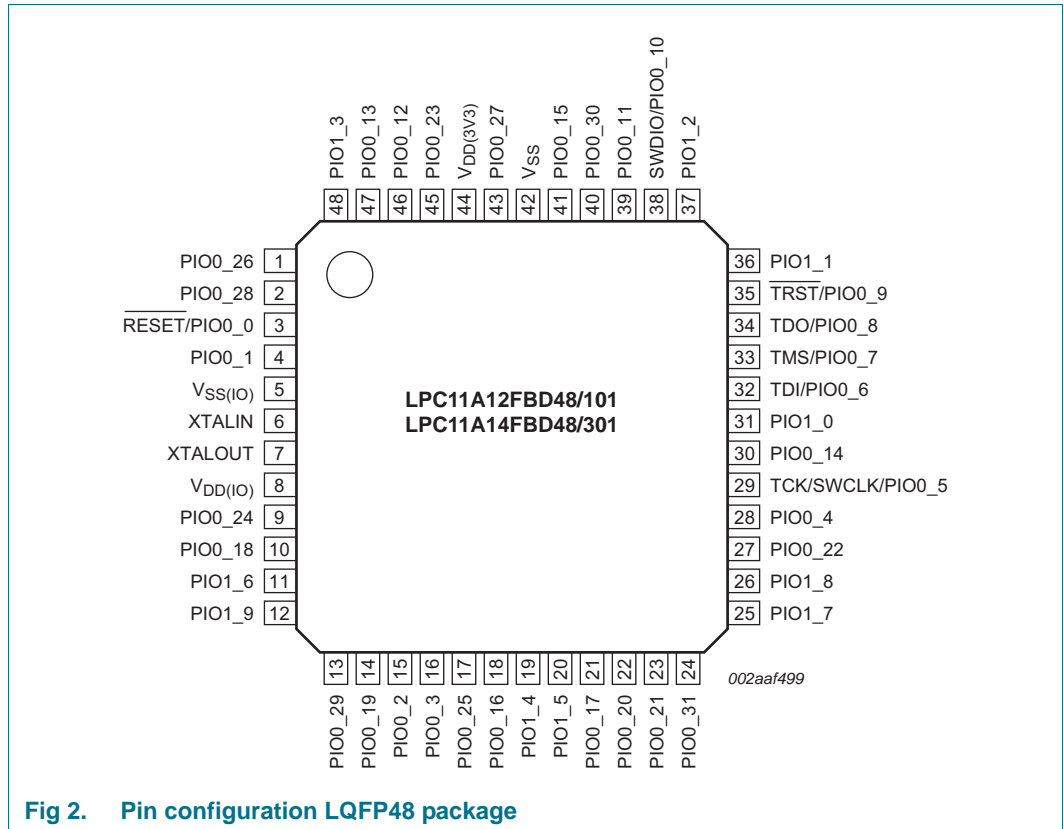 PIO1_3
PIO0_13
PIO0_12
PIO0_23
VDD(3V3)
PIO0_27
VSS
PIO0_15
PIO0_30
PIO0_11
SWDIO/PIO0_10
PIO1_2
48
47
46
45
44
43
42
41
40
39
38
37
PIO0_26 1
PIO0_28 2
RESET/PIO0_0 3
PIO0_1 4
VSS(IO) 5
XTALIN 6
XTALOUT 7
VDD(IO) 8
PIO0_24 9
PIO0_18 10
PIO1_6 11
PIO1_9 12
LPC11A12FBD48/101
LPC11A14FBD48/301
36 PIO1_1
35 TRST/PIO0_9
34 TDO/PIO0_8
33 TMS/PIO0_7
32 TDI/PIO0_6
31 PIO1_0
30 PIO0_14
29 TCK/SWCLK/PIO0_5
28 PIO0_4
27 PIO0_22
26 PIO1_8
25 PIO1_7
13
14
15
16
17
18
19
20
21
22
23
24
PIO0_29
PIO0_19
PIO0_2
PIO0_3
PIO0_25
PIO0_16
PIO1_4
PIO1_5
PIO0_17
PIO0_20
PIO0_21
PIO0_31
002aaf499
Fig 2. Pin configuration LQFP48 package